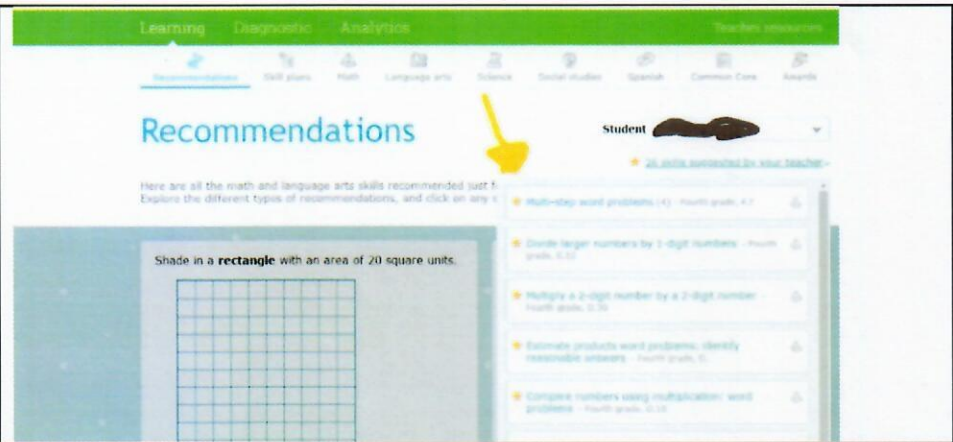 Learning Diagnostic Analytics Teacher resources
Recommendations Skill plans Math Language arts Science Social studies Spanish Common Core Awards
Recommendations
Student
26 skills suggested by your teacher
Here are all the math and language arts skills recommended just
Explore the different types of recommendations, and click on any
Multi-step word problems (4) - Fourth grade,
Divide larger numbers by 1-digit numbers - Fourth
grade,
Multiply a 2-digit number by a 2-digit number
Fourth grade,
Estimate products word problems: identify
reasonable answers - Fourth grade,
Compare numbers using multiplication: word
problems - Fourth grade,
Shade in a rectangle with an area of 20 square units.